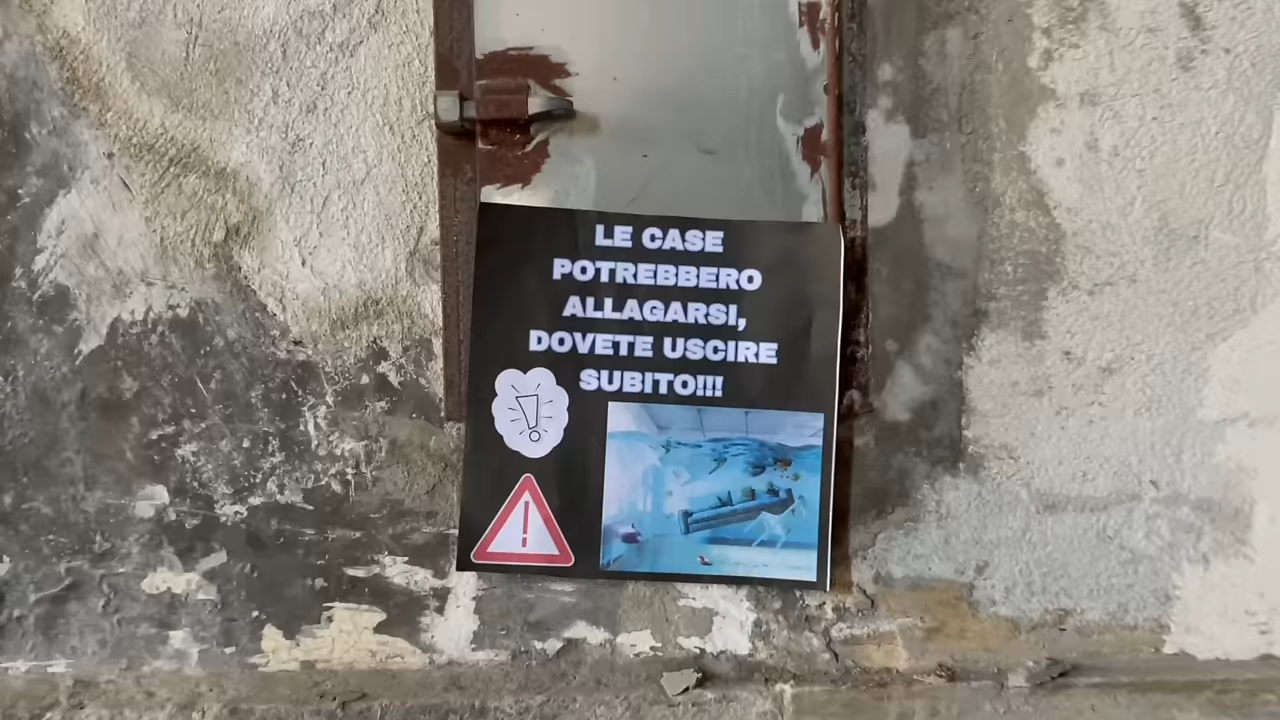 LE CASE
POTREBBERO
ALLAGARSI,
DOVETE USCIRE
SUBITO!!!